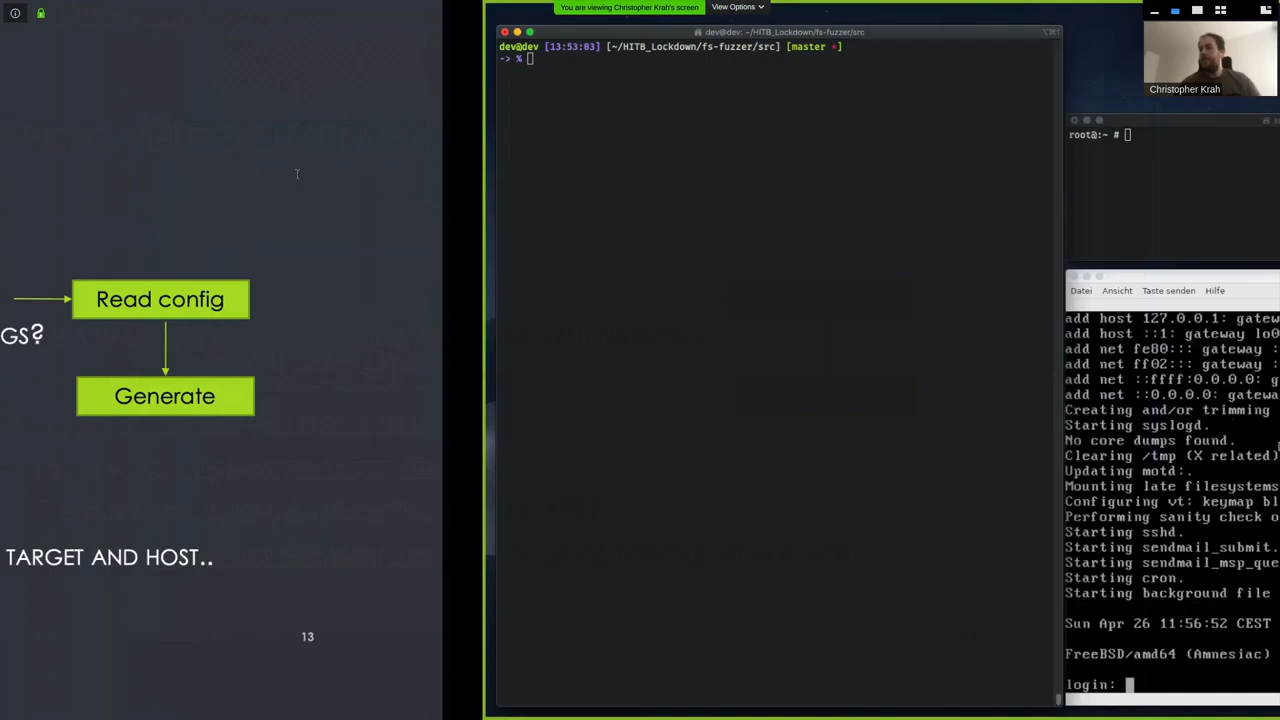 You are viewing Christopher Krah's screen
View Options
Christopher Krah
Read config
GS?
Generate
TARGET AND HOST..
13
dev@dev: ~/HITB_Lockdown/fs-fuzzer/src
dev@dev [13:53:03] [~/HITB_Lockdown/fs-fuzzer/src] [master *]
-> %
root@:~ #
Datei Ansicht Taste senden Hilfe
add host 127.0.0.1: gatew
add host ::1: gateway lo0
add net fe80::: gateway :
add net ff02::: gateway :
add net ::ffff:0.0.0.0: g
add net ::0.0.0.0: gatewa
Creating and/or trimming
Starting syslogd.
No core dumps found.
Clearing /tmp (X related)
Updating motd:.
Mounting late filesystems
Configuring vt: keymap bl
Performing sanity check o
Starting sshd.
Starting sendmail_submit.
Starting sendmail_msp_que
Starting cron.
Starting background file
Sun Apr 26 11:56:52 CEST
FreeBSD/amd64 (Amnesiac)
login: